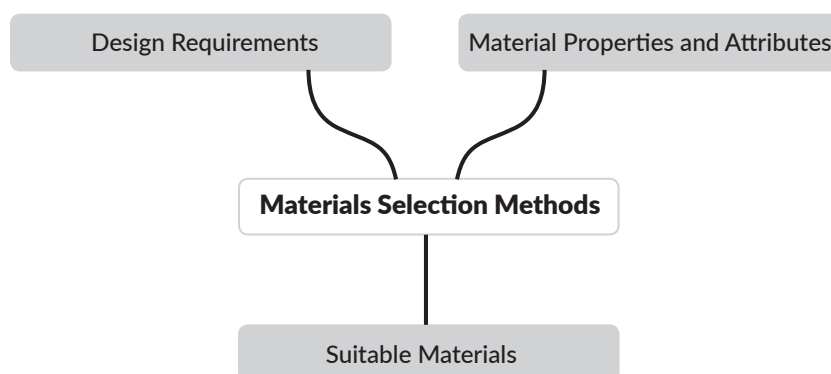 Design Requirements
Material Properties and Attributes
Materials Selection Methods
Suitable Materials